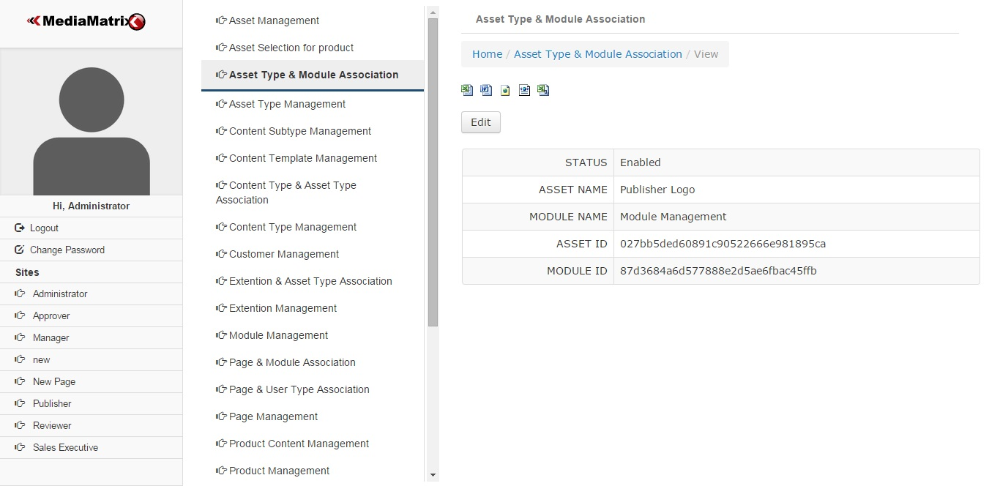 MediaMatrix
Hi, Administrator
Logout
Change Password
Sites
Administrator
Approver
Manager
new
New Page
Publisher
Reviewer
Sales Executive
Asset Management
Asset Selection for product
Asset Type & Module Association
Asset Type Management
Content Subtype Management
Content Template Management
Content Type & Asset Type
Association
Content Type Management
Customer Management
Extention & Asset Type Association
Extention Management
Module Management
Page & Module Association
Page & User Type Association
Page Management
Product Content Management
Product Management
Asset Type & Module Association
Home / Asset Type & Module Association / View
Edit
STATUS Enabled
ASSET NAME Publisher Logo
MODULE NAME Module Management
ASSET ID 027bb5ded60891c90522666e981895ca
MODULE ID 87d3684a6d577888e2d5ae6fbac45ffb